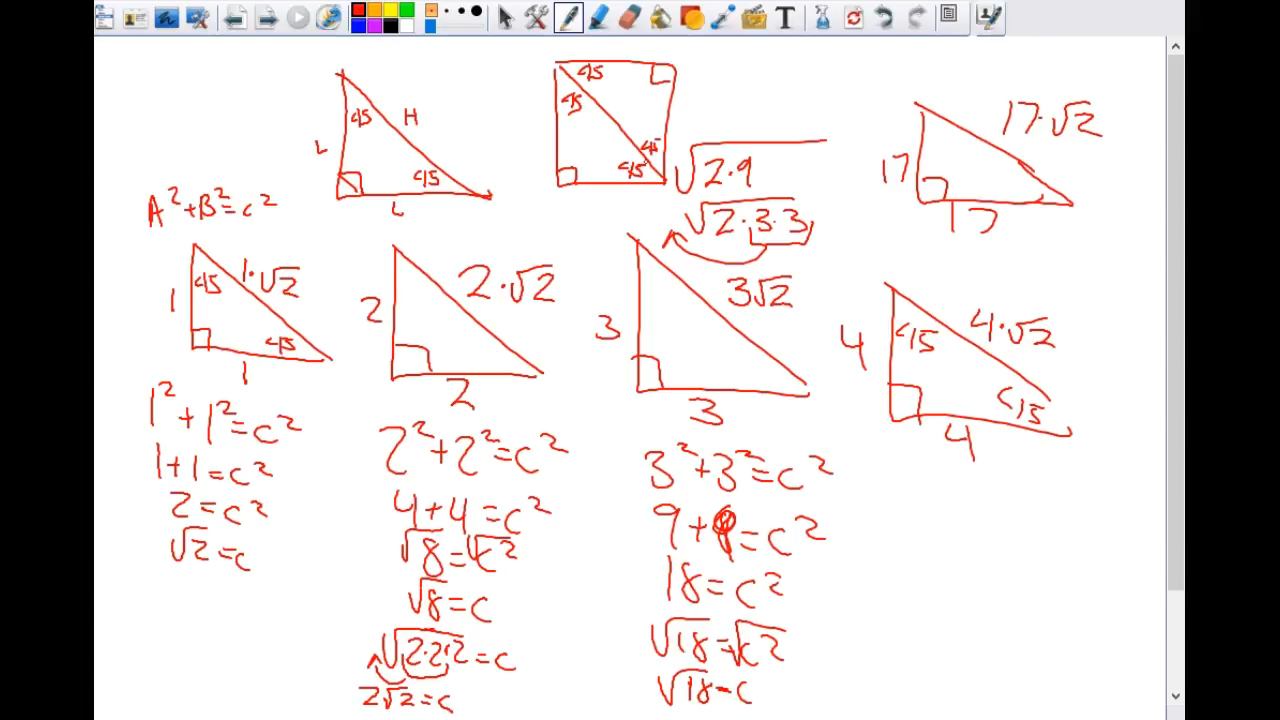 45
H
L
45
L
45
45
45
45
√2·9
√2·3·3
17
17·√2
17
A²+B²=c²
1
45
1·√2
45
1
1²+1²=c²
1+1=c²
2=c²
√2=c
2
2·√2
2
2²+2²=c²
4+4=c²
√8=√c²
√8=c
√2·2·2=c
2√2=c
3
3√2
3
3²+3²=c²
9+9=c²
18=c²
√18=√c²
√18=c
4
45
4·√2
45
4
T